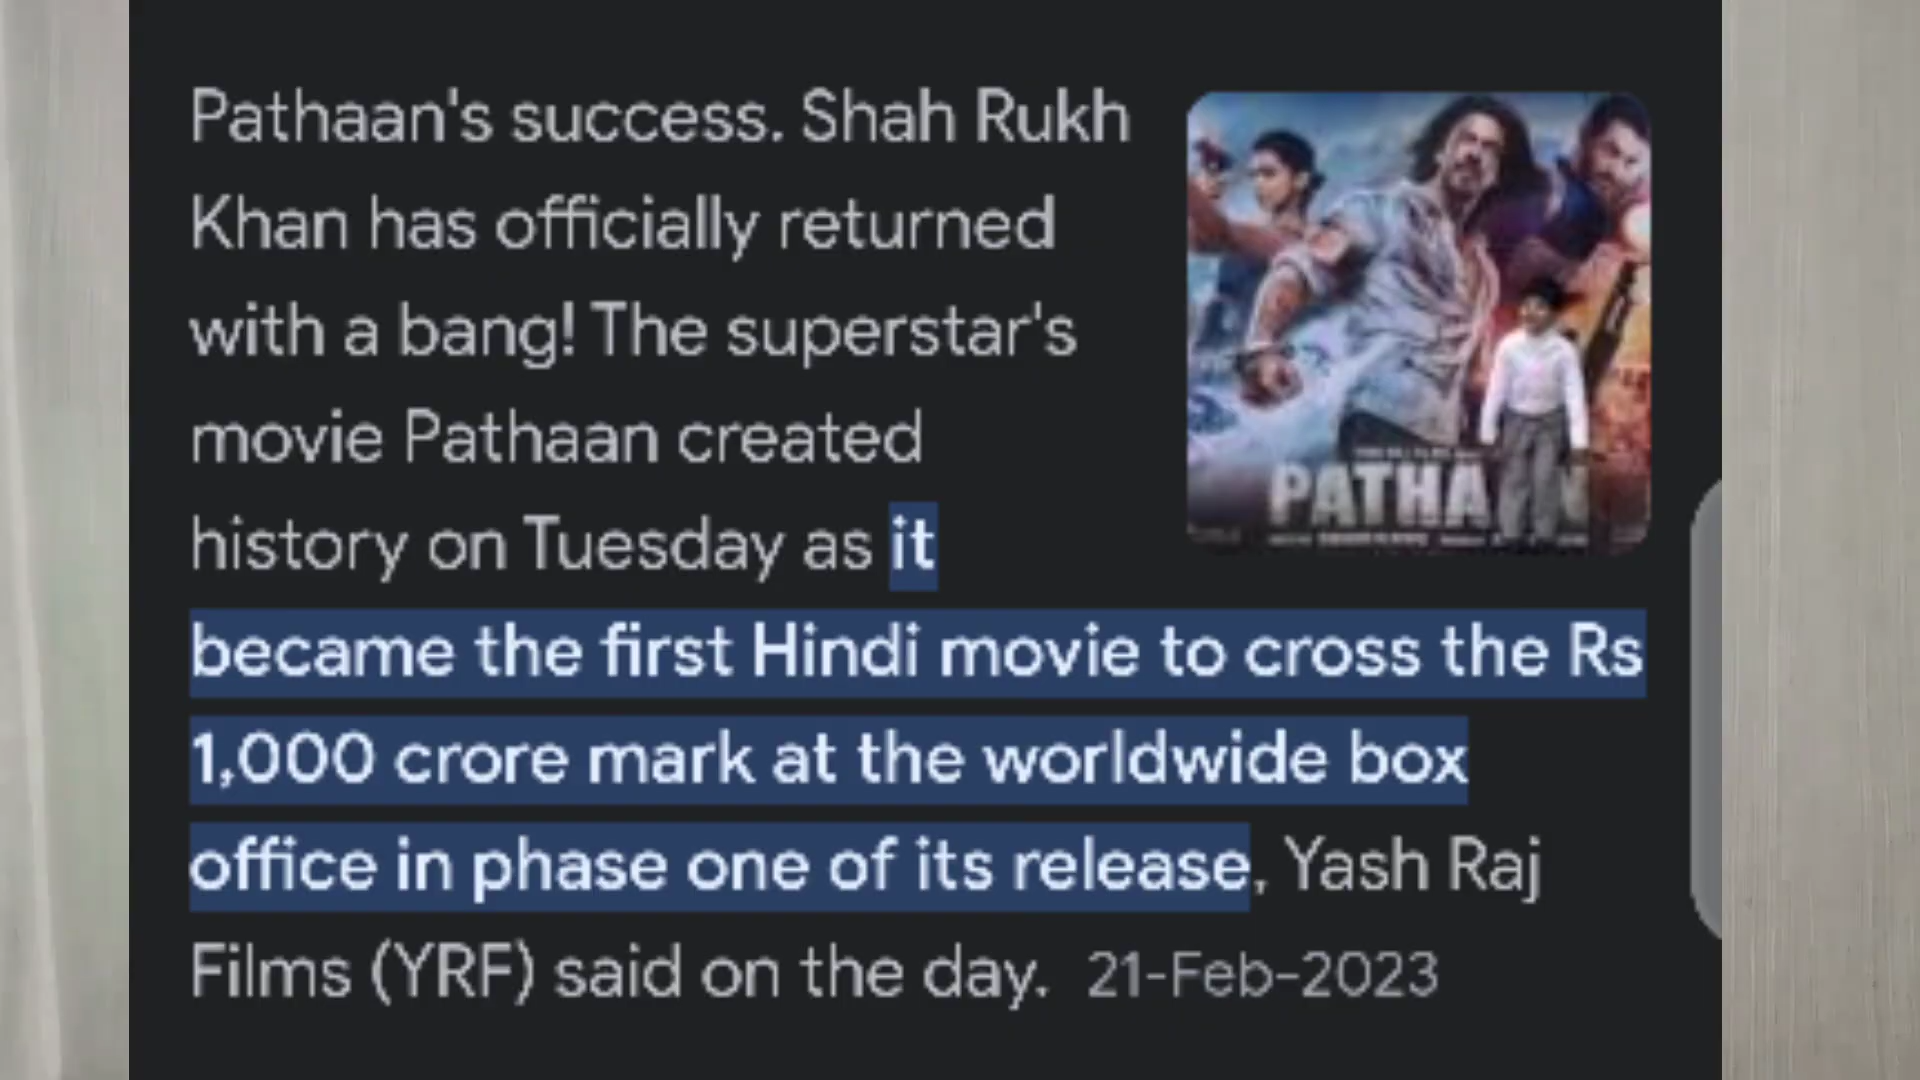 Pathaan's success. Shah Rukh
Khan has officially returned
with a bang! The superstar's
movie Pathaan created
history on Tuesday as it
became the first Hindi movie to cross the Rs
1,000 crore mark at the worldwide box
office in phase one of its release, Yash Raj
Films (YRF) said on the day. 21-Feb-2023
PATHA N